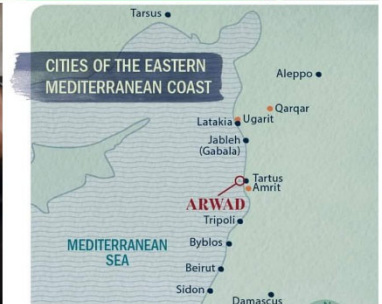 Tarsus
CITIES OF THE EASTERN
MEDITERRANEAN COAST
Aleppo
Qarqar
Latakia
Ugarit
Jableh
(Gabala)
Tartus
Amrit
ARWAD
Tripoli
MEDITERRANEAN
SEA
Byblos
Beirut
Sidon
Damascus